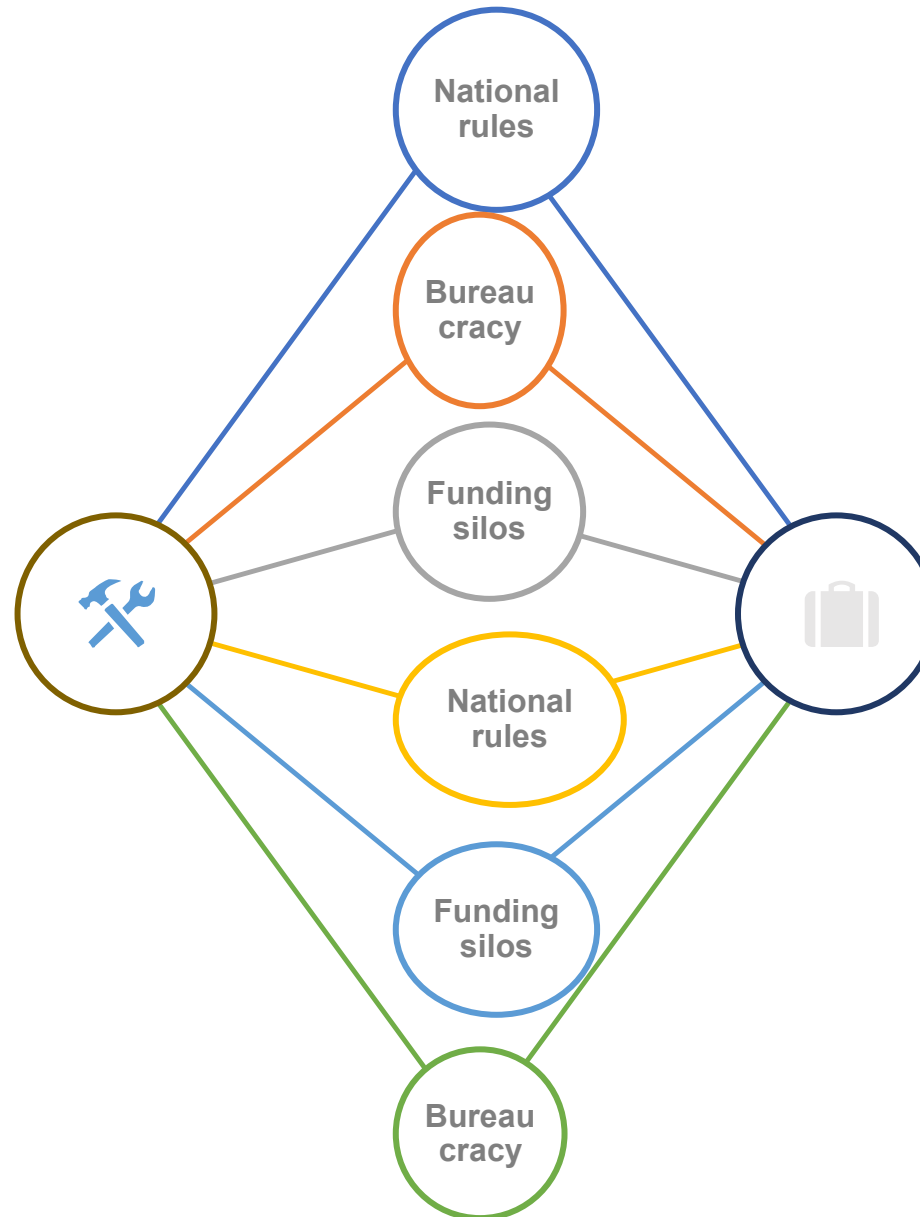 National
rules
Bureau
cracy
Funding
silos
National
rules
Funding
silos
Bureau
cracy